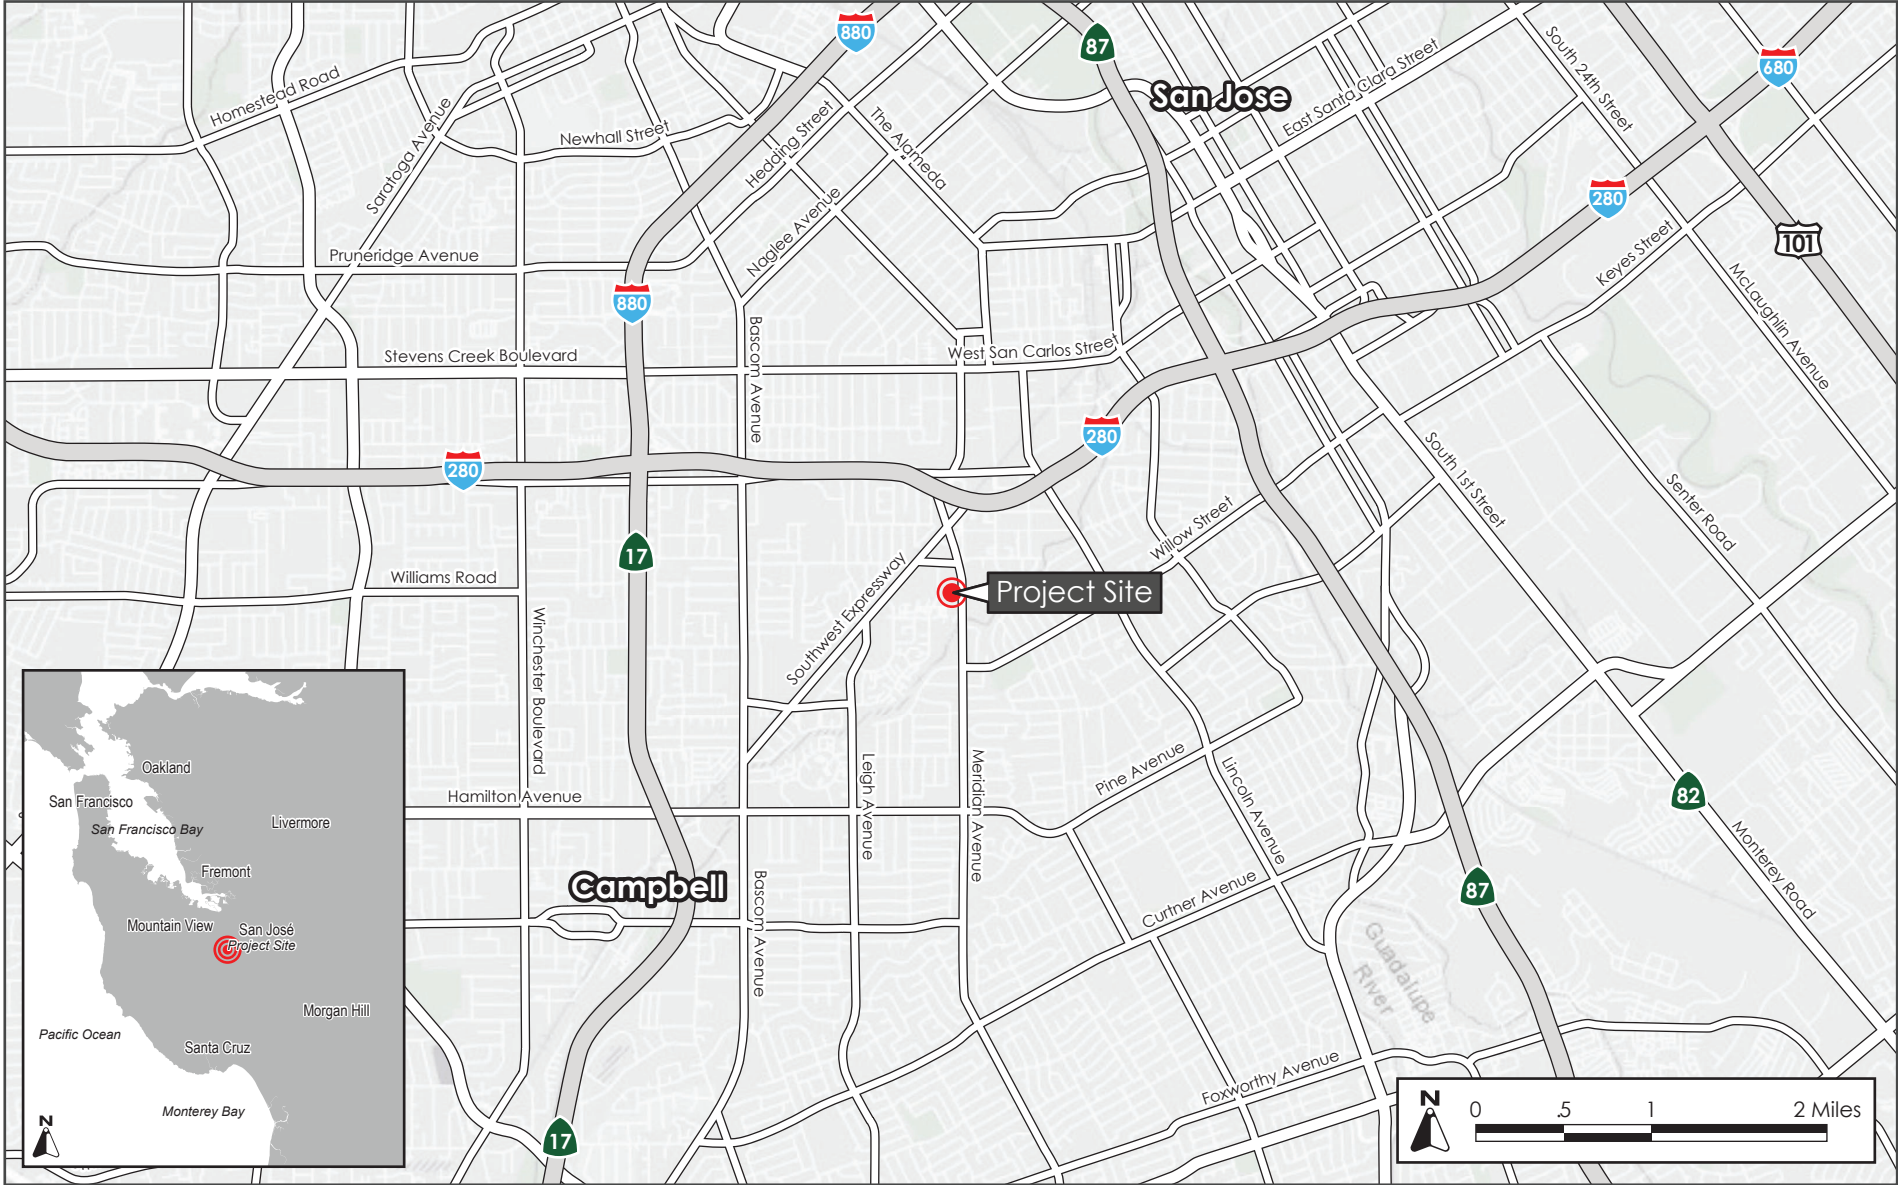 880
87
680
San Jose
South 24th Street
East Santa Clara Street
Homestead Road
Saratoga Avenue
Newhall Street
Hedding Street
The Alameda
280
Naglee Avenue
Pruneridge Avenue
Keyes Street
101
McLaughlin Avenue
880
Bascom Avenue
Stevens Creek Boulevard
West San Carlos Street
280
280
South 1st Street
Senter Road
Willow Street
17
Williams Road
Southwest Expressway
Project Site
Winchester Boulevard
Hamilton Avenue
Leigh Avenue
Meridian Avenue
Pine Avenue
Lincoln Avenue
82
Monterey Road
Campbell
Bascom Avenue
Curtner Avenue
87
Guadalupe
River
Foxworthy Avenue
17
Oakland
San Francisco
San Francisco Bay
Livermore
Fremont
Mountain View
San José
Project Site
Morgan Hill
Pacific Ocean
Santa Cruz
Monterey Bay
N
N
0 .5 1 2 Miles